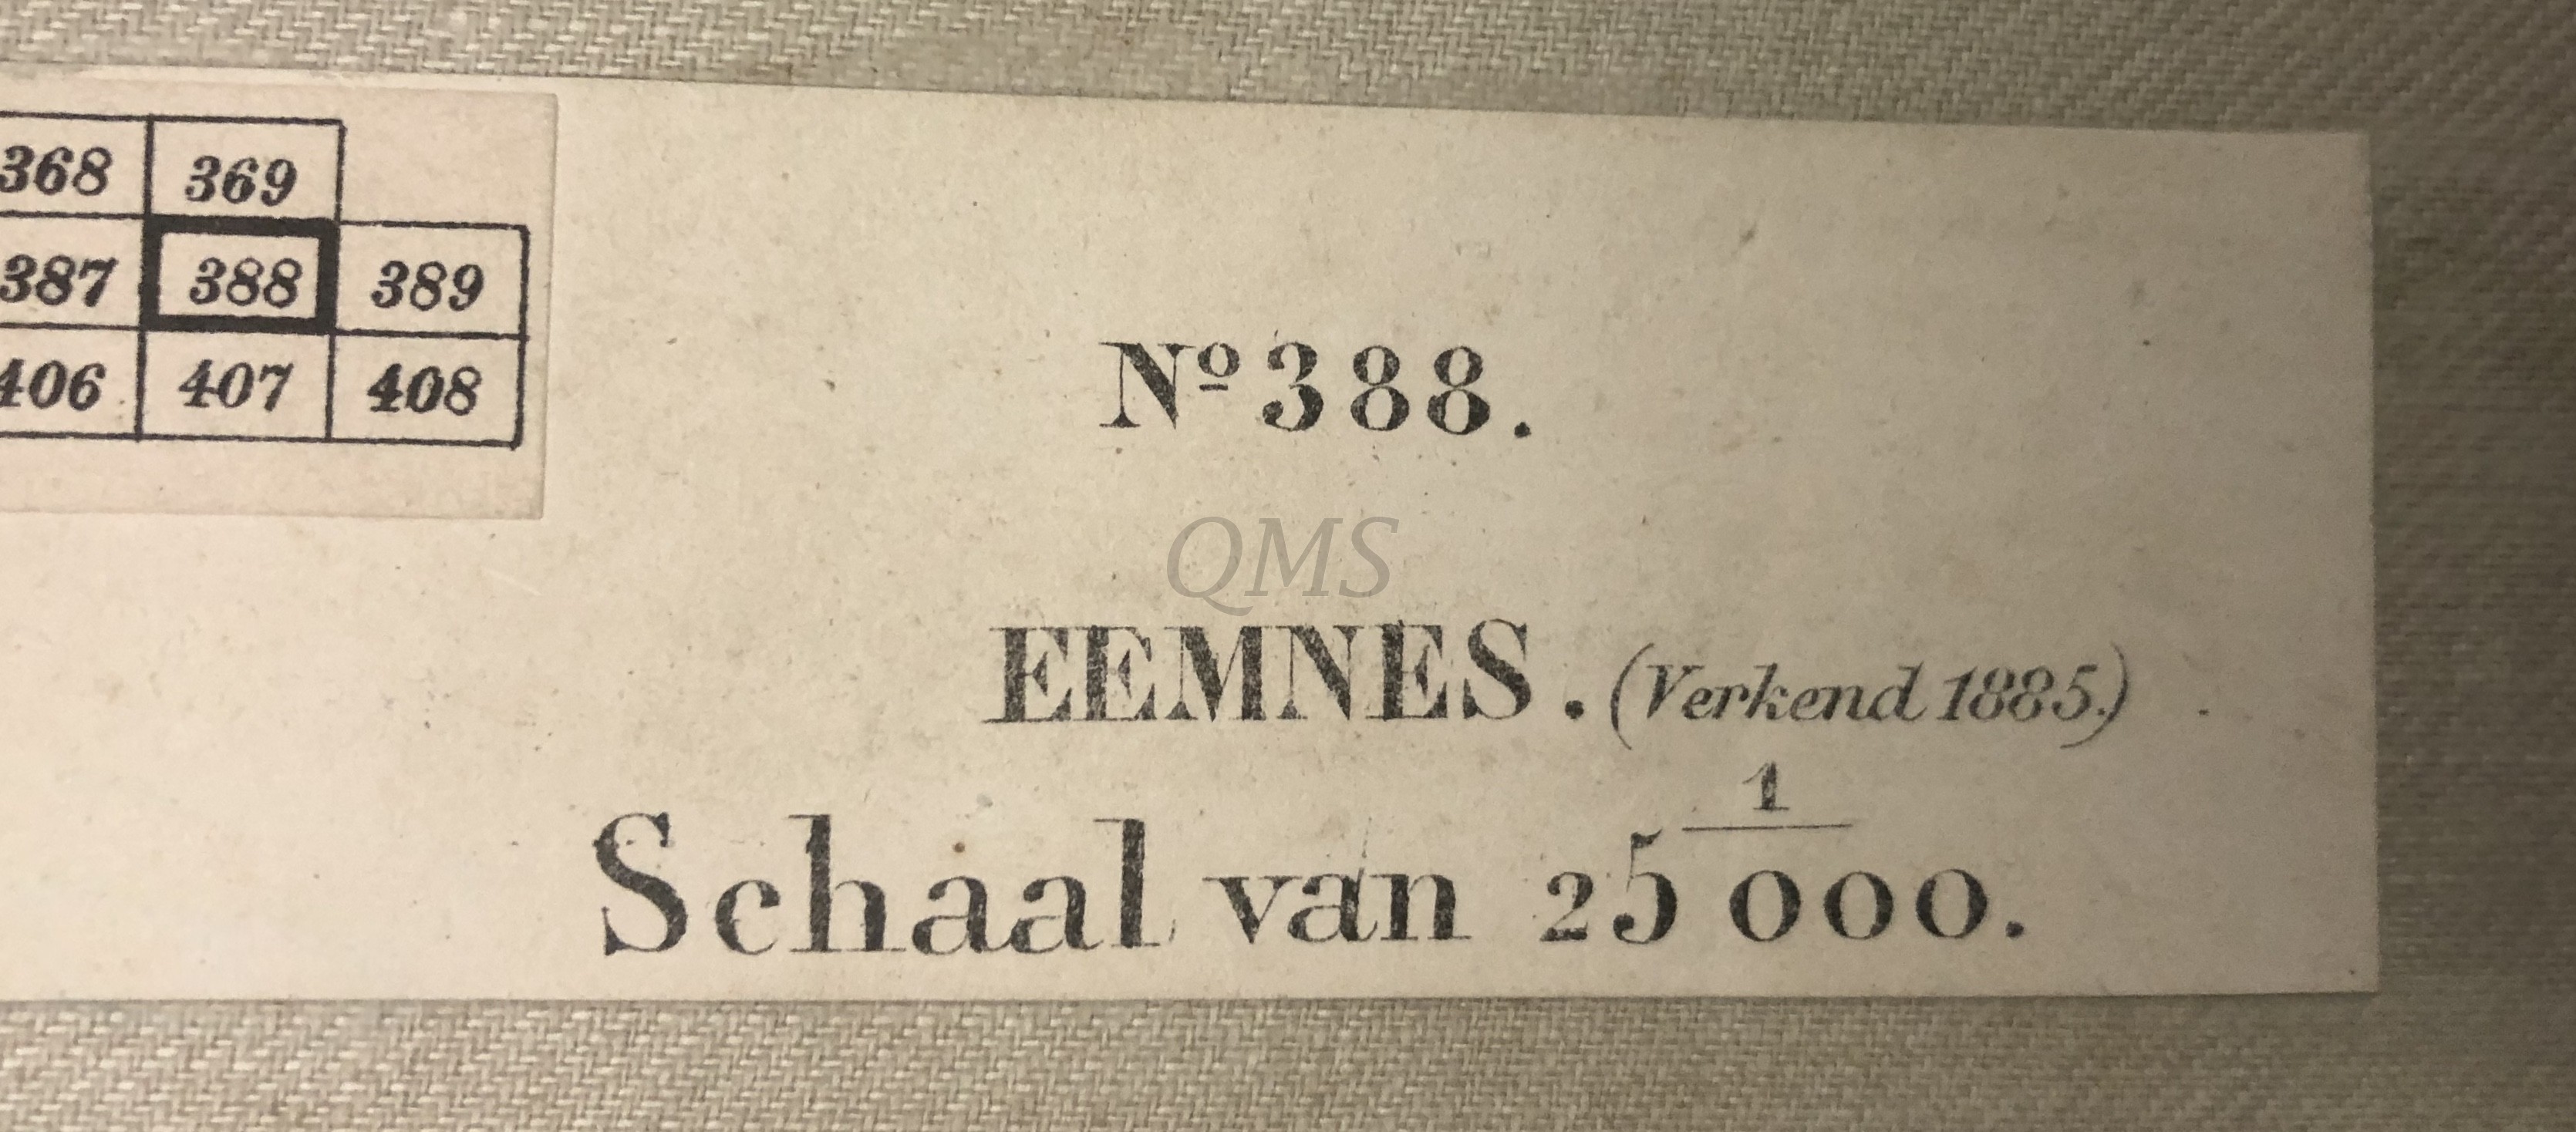 368 369
387 388 389
406 407 408
Nº 388.
QMS
EEMNES. (Verkend 1885.)
1
Schaal van 25000.